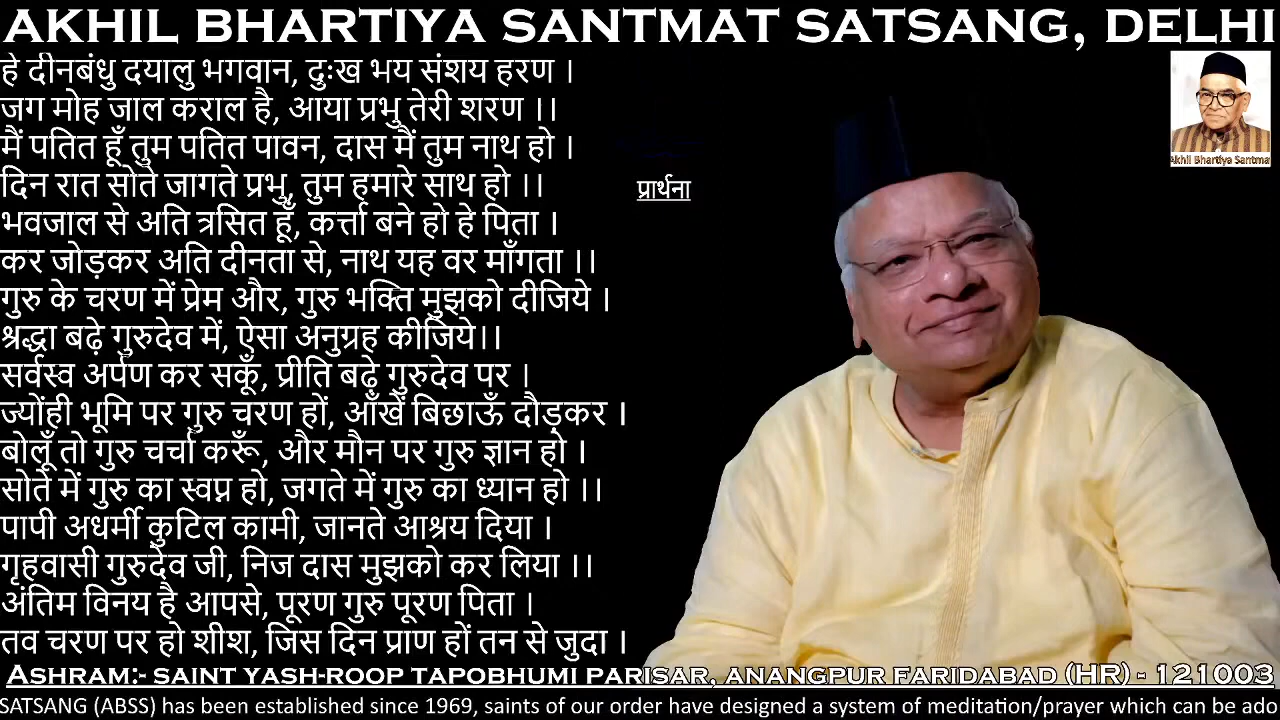 AKHIL BHARTIYA SANTMAT SATSANG, DELHI
हे दीनबंधु दयालु भगवान, दुःख भय संशय हरण ।
जग मोह जाल कराल है, आया प्रभु तेरी शरण ।।
मैं पतित हूँ तुम पतित पावन, दास मैं तुम नाथ हो ।
दिन रात सोते जागते प्रभु, तुम हमारे साथ हो ।।
भवजाल से अति त्रसित हूँ, कर्त्ता बने हो हे पिता ।
कर जोड़कर अति दीनता से, नाथ यह वर माँगता ।।
गुरु के चरण में प्रेम और, गुरु भक्ति मुझको दीजिये ।
श्रद्धा बढ़े गुरुदेव में, ऐसा अनुग्रह कीजिये।।
सर्वस्व अर्पण कर सकूँ, प्रीति बढ़े गुरुदेव पर ।
ज्योंही भूमि पर गुरु चरण हों, आँखें बिछाऊँ दौड़कर ।
बोलूँ तो गुरु चर्चा करूँ, और मौन पर गुरु ज्ञान हो ।
सोते में गुरु का स्वप्न हो, जगते में गुरु का ध्यान हो ।।
पापी अधर्मी कुटिल कामी, जानते आश्रय दिया ।
गृहवासी गुरुदेव जी, निज दास मुझको कर लिया ।।
अंतिम विनय है आपसे, पूरण गुरु पूरण पिता ।
तव चरण पर हो शीश, जिस दिन प्राण हों तन से जुदा ।
प्रार्थना
Akhil Bhartiya Santma
ASHRAM:- SAINT YASH-ROOP TAPOBHUMI PARISAR, ANANGPUR FARIDABAD (HR) - 121003
SATSANG (ABSS) has been established since 1969, saints of our order have designed a system of meditation/prayer which can be ado